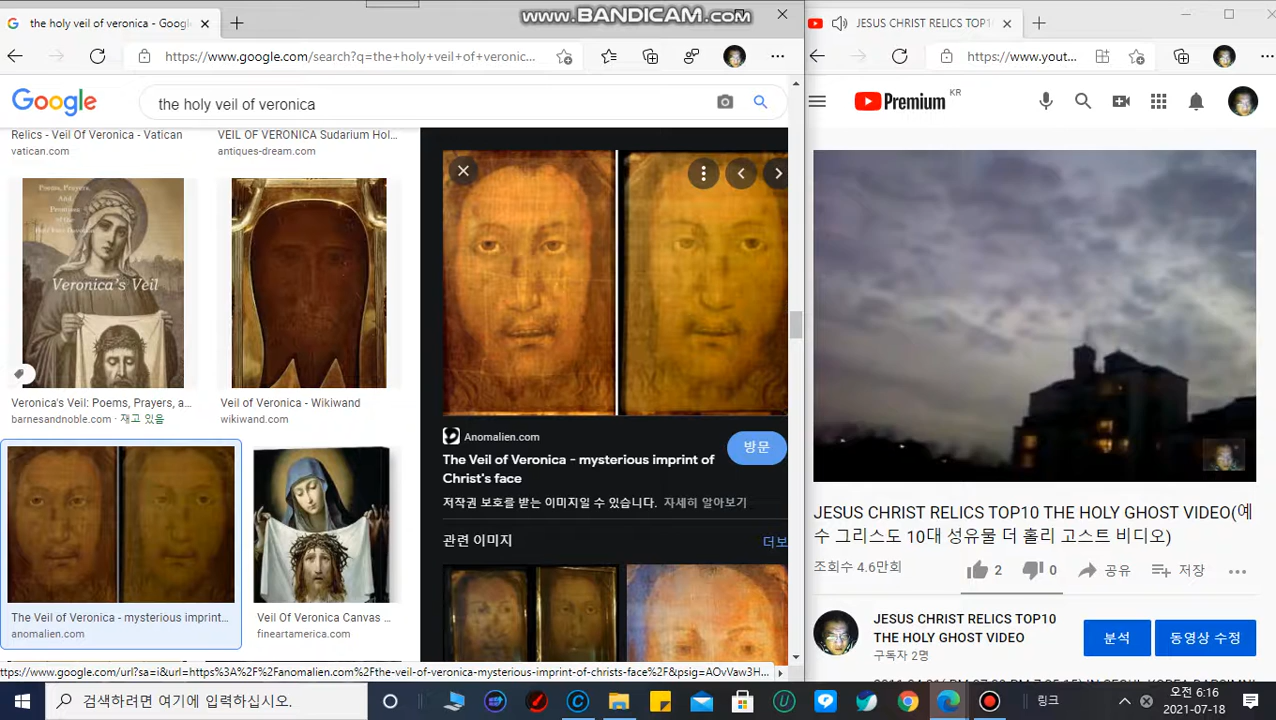 www.BANDICAM.com
the holy veil of veronica - Googl
https://www.google.com/search?q=the+holy+veil+of+veronic...
Google
the holy veil of veronica
Relics - Veil Of Veronica - Vatican
vatican.com
VEIL OF VERONICA Sudarium Hol...
antiques-dream.com
Poems, Prayers,
And
Promises
of the
Veronica's Veil
Veronica's Veil: Poems, Prayers, a...
barnesandnoble.com · 재고 있음
Veil of Veronica - Wikiwand
wikiwand.com
The Veil of Veronica - mysterious imprint...
anomalien.com
Veil Of Veronica Canvas ...
fineartamerica.com
Anomalien.com
The Veil of Veronica - mysterious imprint of
Christ's face
방문
저작권 보호를 받는 이미지일 수 있습니다. 자세히 알아보기
관련 이미지
더보
https://www.google.com/url?sa=i&url=https%3A%2F%2Fanomalien.com%2Fthe-veil-of-veronica-mysterious-imprint-of-christs-face%2F&psig=AOvVaw3H...
JESUS CHRIST RELICS TOP1
https://www.yout...
Premium KR
JESUS CHRIST RELICS TOP10 THE HOLY GHOST VIDEO(예
수 그리스도 10대 성유물 더 홀리 고스트 비디오)
조회수 4.6만회
2
0
공유
저장
JESUS CHRIST RELICS TOP10
THE HOLY GHOST VIDEO
구독자 2명
분석
동영상 수정
검색하려면 여기에 입력하십시오.
링크
오전 6:16
2021-07-18